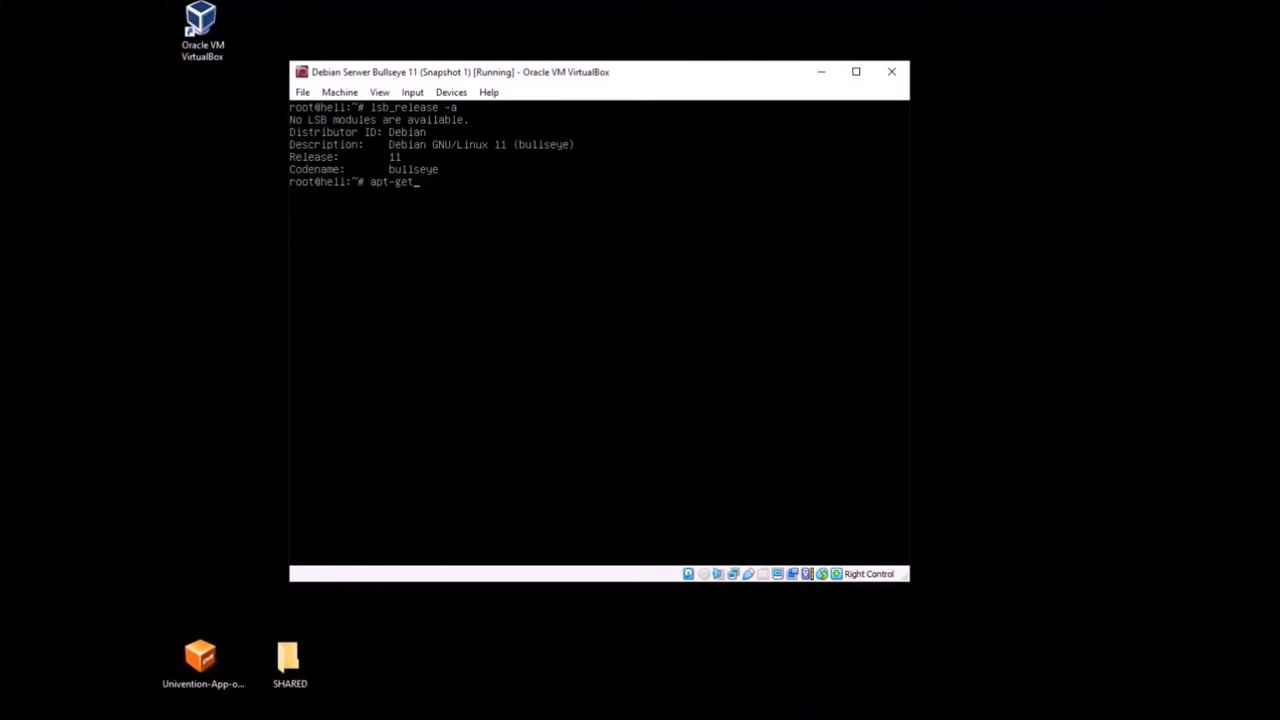 Oracle VM
VirtualBox
Debian Serwer Bullseye 11 (Snapshot 1) [Running] - Oracle VM VirtualBox
File Machine View Input Devices Help
root@hell:~# lsb_release -a
No LSB modules are available.
Distributor ID: Debian
Description: Debian GNU/Linux 11 (bullseye)
Release: 11
Codename: bullseye
root@hell:~# apt-get_
Right Control
Univention-App-o...
SHARED